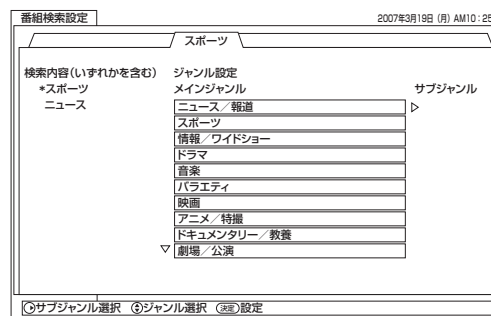 番組検索設定 2007年3月19日(月) AM10:25
スポーツ
検索内容(いずれかを含む) ジャンル設定
*スポーツ メインジャンル サブジャンル
ニュース ニュース/報道 ▷
スポーツ
情報/ワイドショー
ドラマ
音楽
バラエティ
映画
アニメ/特撮
ドキュメンタリー/教養
▽ 劇場/公演
サブジャンル選択 ジャンル選択 決定 設定